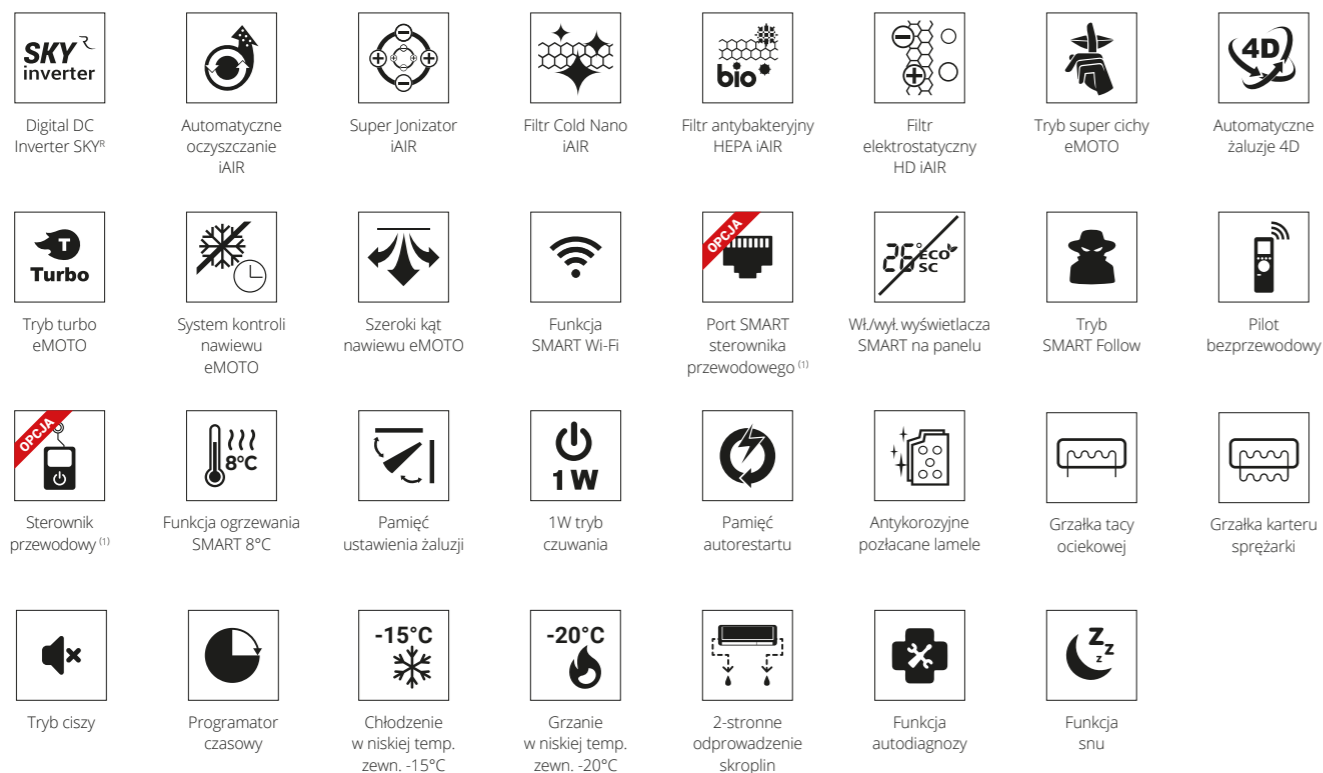 SKY R
inverter
Digital DC
Inverter SKYᴿ
Automatyczne
oczyszczanie
iAIR
Super Jonizator
iAIR
Filtr Cold Nano
iAIR
bio
Filtr antybakteryjny
HEPA iAIR
Filtr
elektrostatyczny
HD iAIR
Tryb super cichy
eMOTO
4D
Automatyczne
żaluzje 4D
T
Turbo
Tryb turbo
eMOTO
System kontroli
nawiewu
eMOTO
Szeroki kąt
nawiewu eMOTO
Funkcja
SMART Wi-Fi
OPCJA
Port SMART
sterownika
przewodowego (1)
26° ECO
SC
Wł./wył. wyświetlacza
SMART na panelu
Tryb
SMART Follow
Pilot
bezprzewodowy
OPCJA
Sterownik
przewodowy (1)
8°C
Funkcja ogrzewania
SMART 8°C
Pamięć
ustawienia żaluzji
1W
1W tryb
czuwania
Pamięć
autorestartu
Antykorozyjne
pozłacane lamele
Grzałka tacy
ociekowej
Grzałka karteru
sprężarki
Tryb ciszy
Programator
czasowy
-15°C
Chłodzenie
w niskiej temp.
zewn. -15°C
-20°C
Grzanie
w niskiej temp.
zewn. -20°C
2-stronne
odprowadzenie
skroplin
Funkcja
autodiagnozy
Z z z
Funkcja
snu